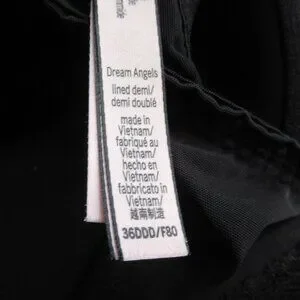 Dream Angels
lined demi/
demi doublé
made in
Vietnam/
fabriqué au
Vietnam/
hecho en
Vietnam/
fabbricato in
Vietnam/
越南制造
36DDD/F80